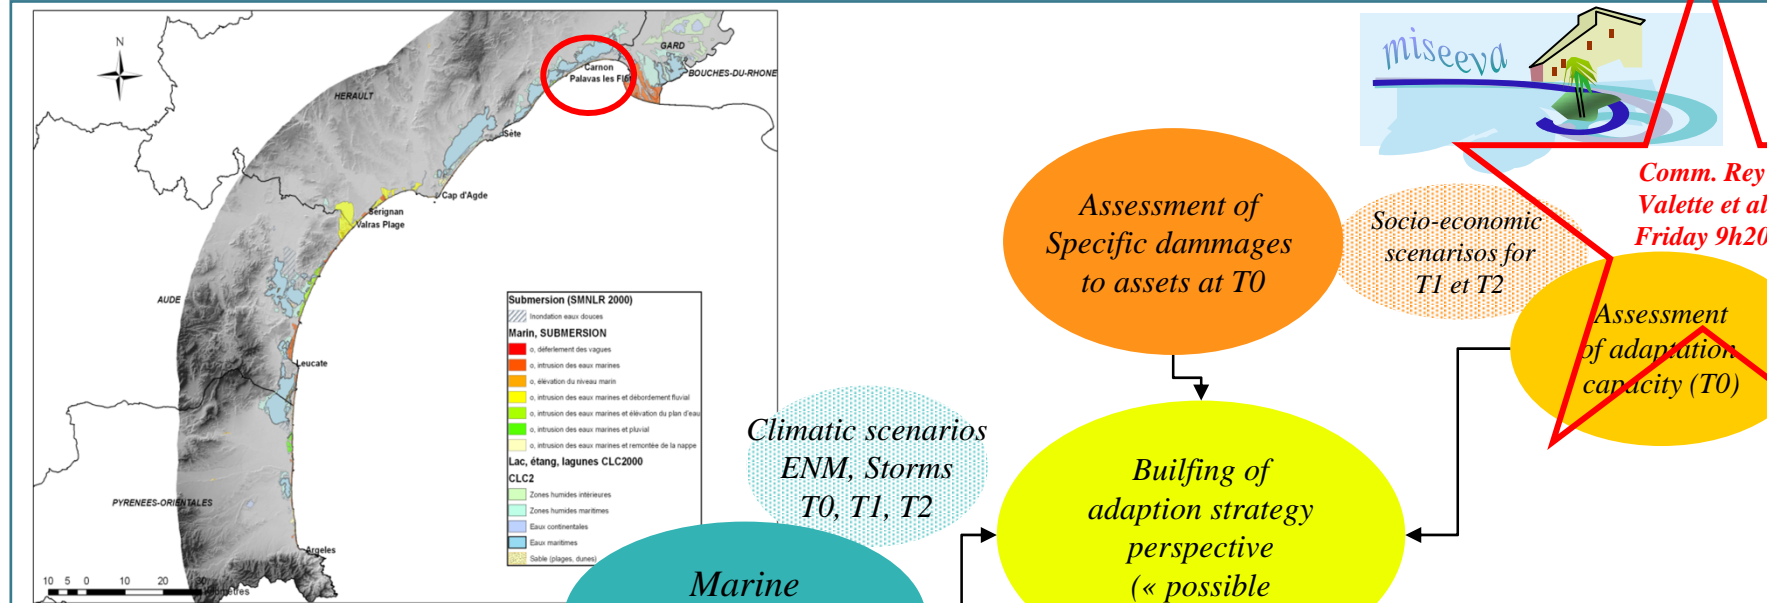 N
GARD
BOUCHES-DU-RHONE
Carnon
Palavas les Flots
HERAULT
Sète
Cap d'Agde
Serignan
Valras Plage
AUDE
Leucate
PYRENEES-ORIENTALES
Argeles
10 5 0 10 20 30
Submersion (SMNLR 2000)
Inondation eaux douces
Marin, SUBMERSION
o, déferlement des vagues
o, intrusion des eaux marines
o, élevation du niveau marin
o, intrusion des eaux marines et débordement fluvial
o, intrusion des eaux marines et élévation du plan d'eau
o, intrusion des eaux marines et pluvial
o, intrusion des eaux marines et remontée de la nappe
Lac, étang, lagunes CLC2000
CLC2
Zones humides intérieures
Zones humides maritimes
Eaux continentales
Eaux maritimes
Sable (plages, dunes)
miseeva
Comm. Rey
Valette et al
Friday 9h20
Assessment of
Specific dammages
to assets at T0
Socio-economic
scenarisos for
T1 et T2
Assessment
of adaptation
capacity (T0)
Climatic scenarios
ENM, Storms
T0, T1, T2
Builfing of
adaption strategy
perspective
(« possible
Marine